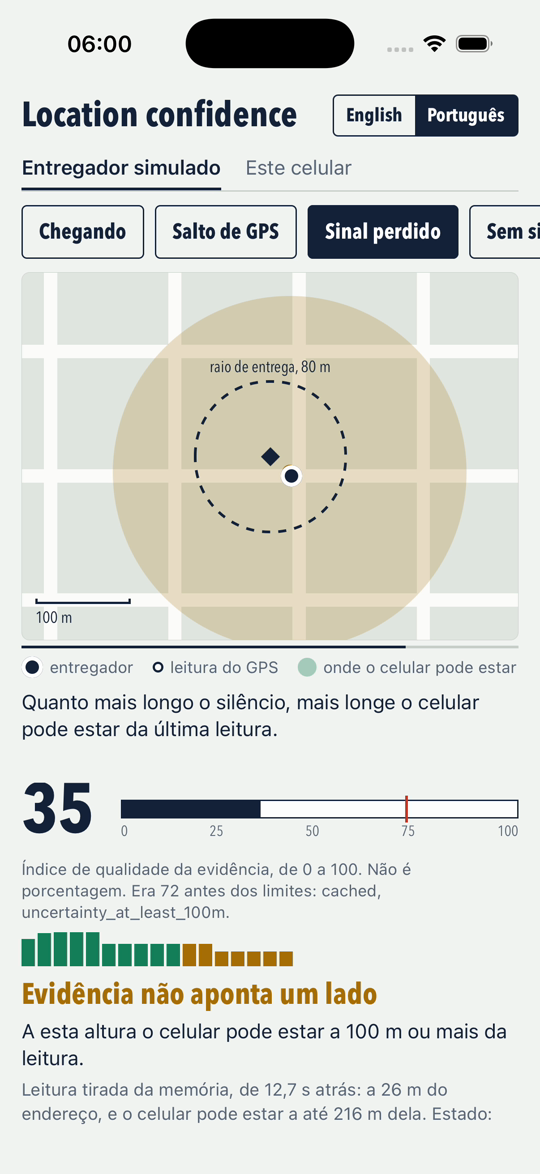 06:00
Location confidence
English
Português
Entregador simulado
Este celular
Chegando
Salto de GPS
Sinal perdido
Sem si
raio de entrega, 80 m
100 m
entregador
leitura do GPS
onde o celular pode estar
Quanto mais longo o silêncio, mais longe o celular
pode estar da última leitura.
35
0 25 50 75 100
Índice de qualidade da evidência, de 0 a 100. Não é
porcentagem. Era 72 antes dos limites: cached,
uncertainty_at_least_100m.
Evidência não aponta um lado
A esta altura o celular pode estar a 100 m ou mais da
leitura.
Leitura tirada da memória, de 12,7 s atrás: a 26 m do
endereço, e o celular pode estar a até 216 m dela. Estado: